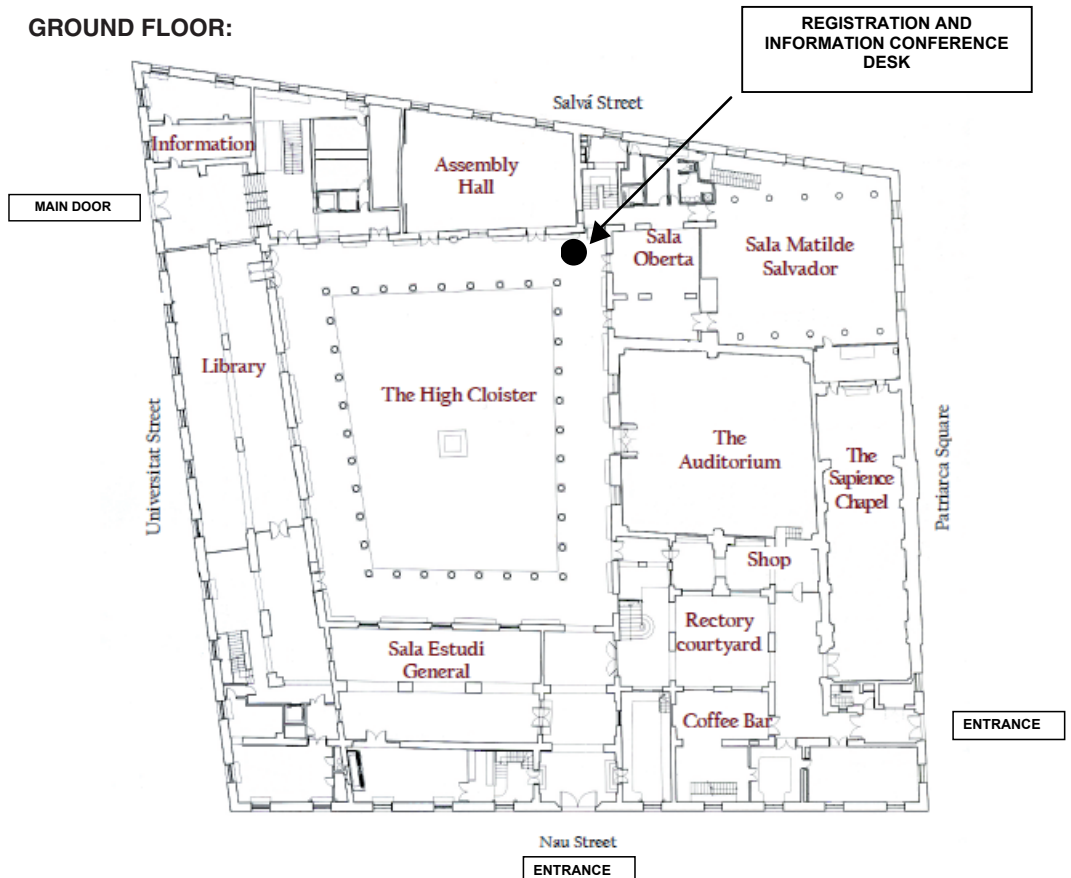 GROUND FLOOR:
REGISTRATION AND
INFORMATION CONFERENCE
DESK
Salvá Street
Information
Assembly
Hall
MAIN DOOR
Sala
Oberta
Sala Matilde
Salvador
Library
The High Cloister
The
Auditorium
The
Sapience
Chapel
Universitat Street
Patriarca Square
Shop
Rectory
courtyard
Sala Estudi
General
Coffee Bar
ENTRANCE
Nau Street
ENTRANCE